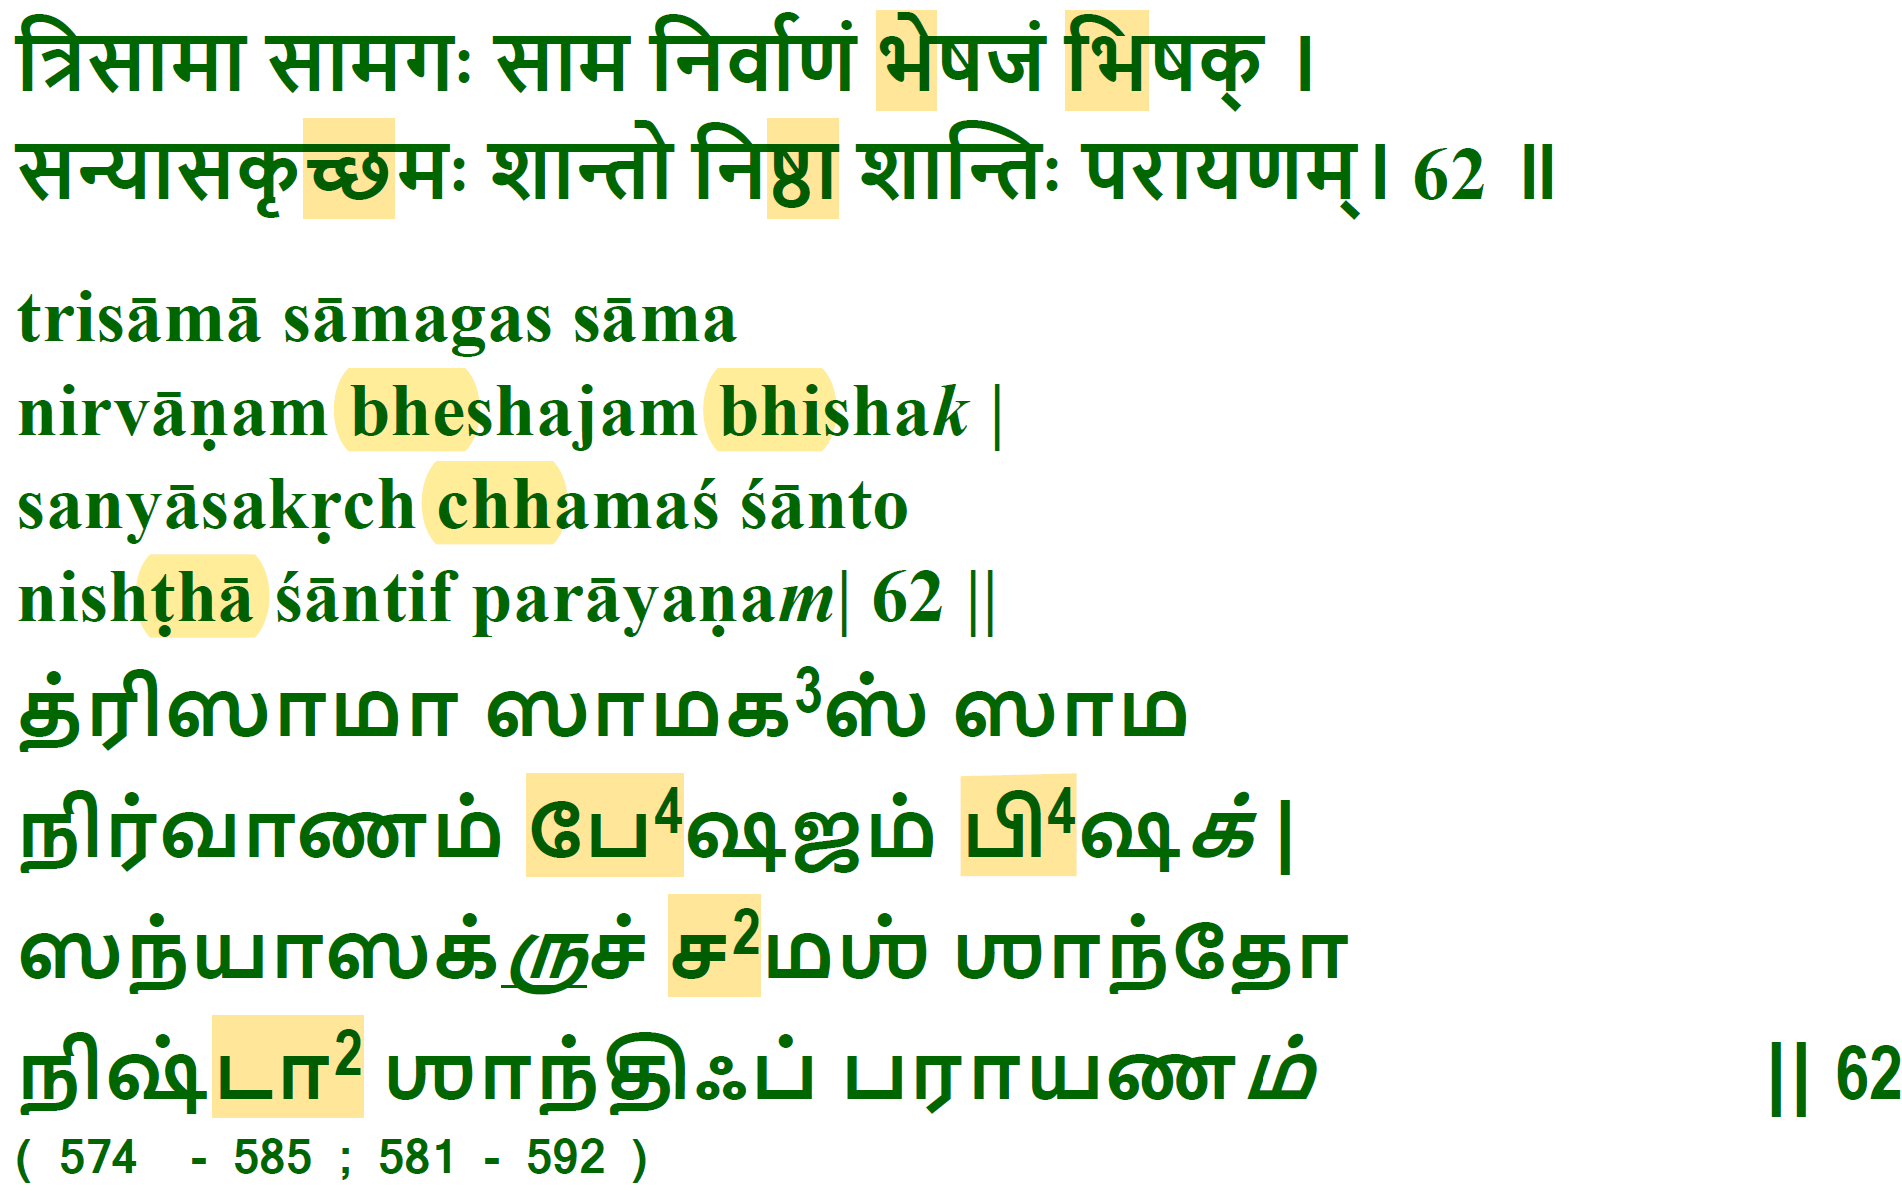 त्रिसामा सामगः साम निर्वाणं भेषजं भिषक् ।
सन्यासकृच्छमः शान्तो निष्ठा शान्तिः परायणम्। 62 ॥
trisāmā sāmagas sāma
nirvāṇam bheshajam bhishak |
sanyāsakṛch chhamaś śānto
nishṭhā śāntif parāyaṇam| 62 ||
த்ரிஸாமா ஸாமக³ஸ் ஸாம
நிர்வாணம் பே⁴ஷஜம் பி⁴ஷக்|
ஸந்யாஸக்ருச் ச²மஶ் ஶாந்தோ
நிஷ்டா² ஶாந்திஃப் பராயணம் || 62
( 574 - 585 ; 581 - 592 )